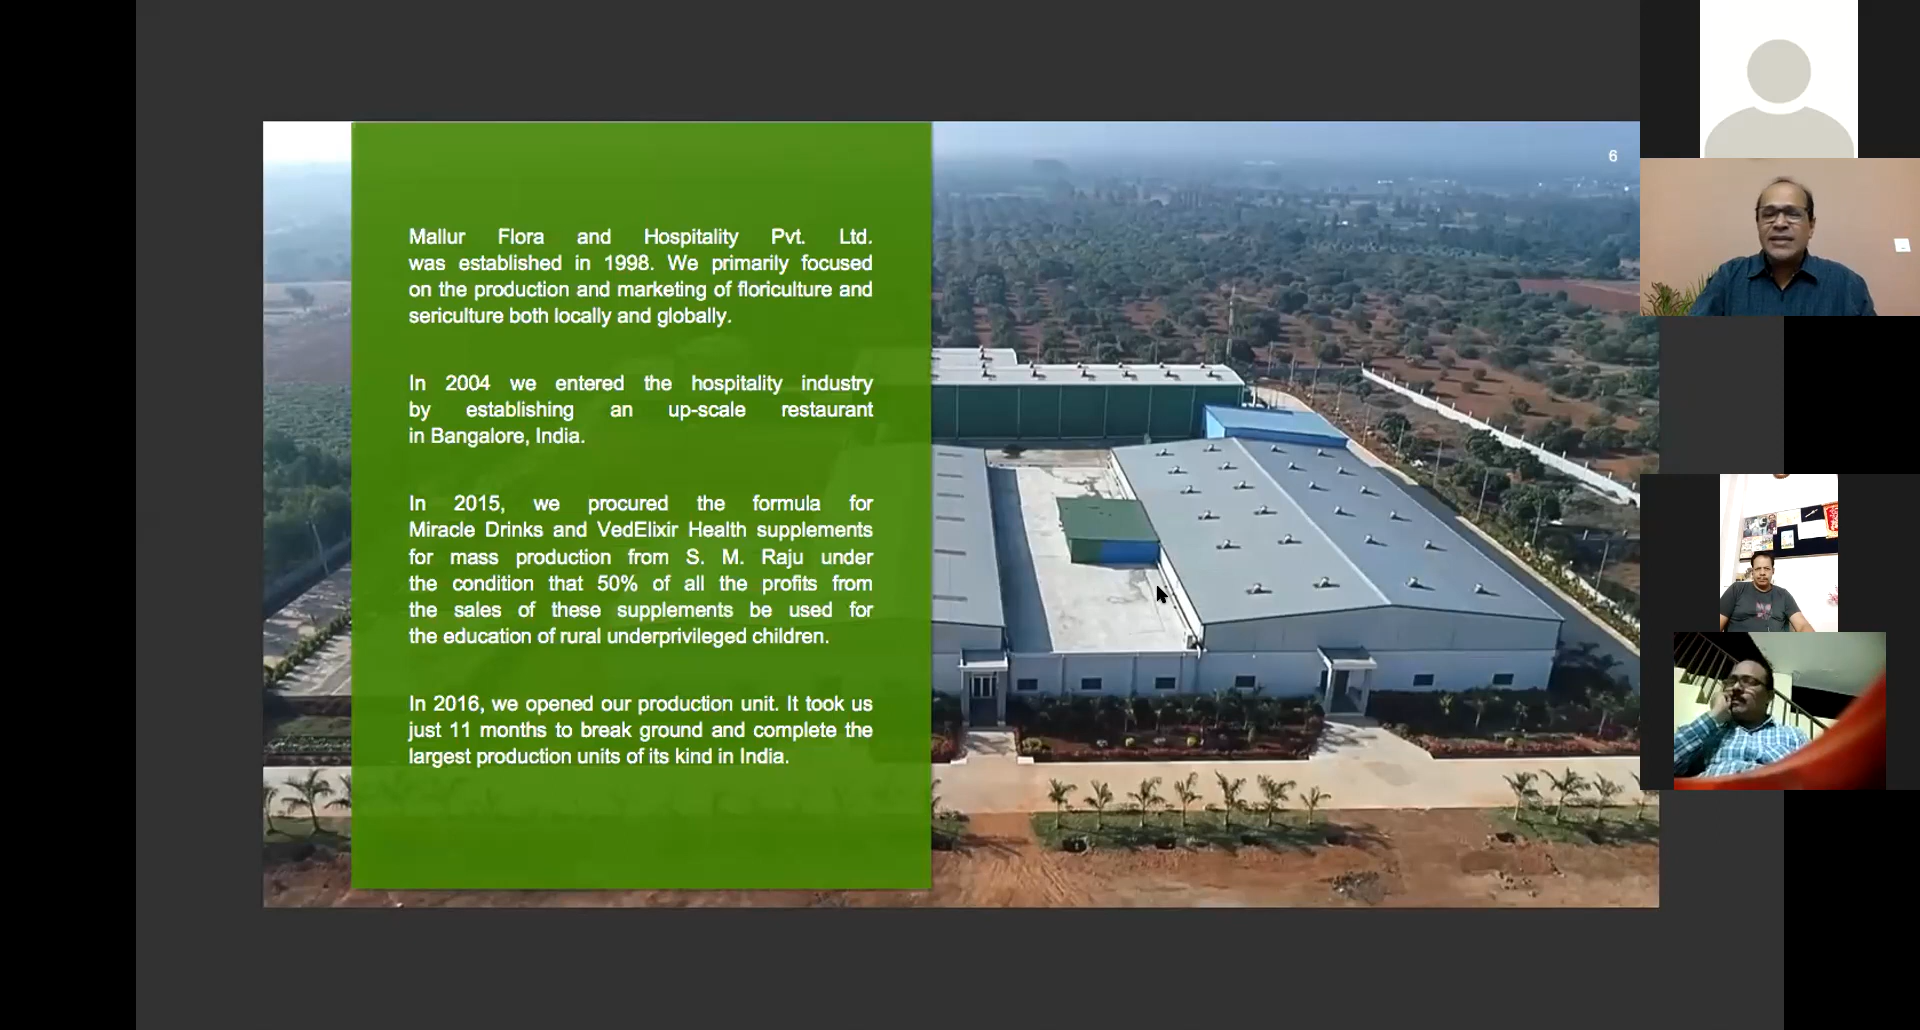 6
Mallur Flora and Hospitality Pvt. Ltd.
was established in 1998. We primarily focused
on the production and marketing of floriculture and
sericulture both locally and globally.
In 2004 we entered the hospitality industry
by establishing an up-scale restaurant
in Bangalore, India.
In 2015, we procured the formula for
Miracle Drinks and VedElixir Health supplements
for mass production from S. M. Raju under
the condition that 50% of all the profits from
the sales of these supplements be used for
the education of rural underprivileged children.
In 2016, we opened our production unit. It took us
just 11 months to break ground and complete the
largest production units of its kind in India.